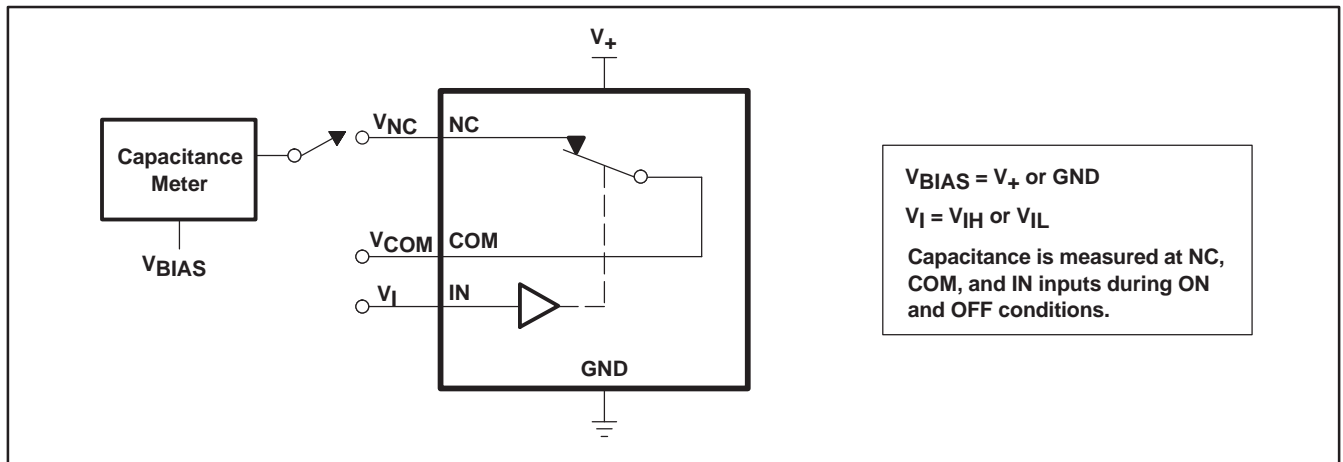 V+
VNC
NC
Capacitance
Meter
VBIAS
VCOM
COM
VI
IN
GND
VBIAS = V+ or GND
VI = VIH or VIL
Capacitance is measured at NC,
COM, and IN inputs during ON
and OFF conditions.